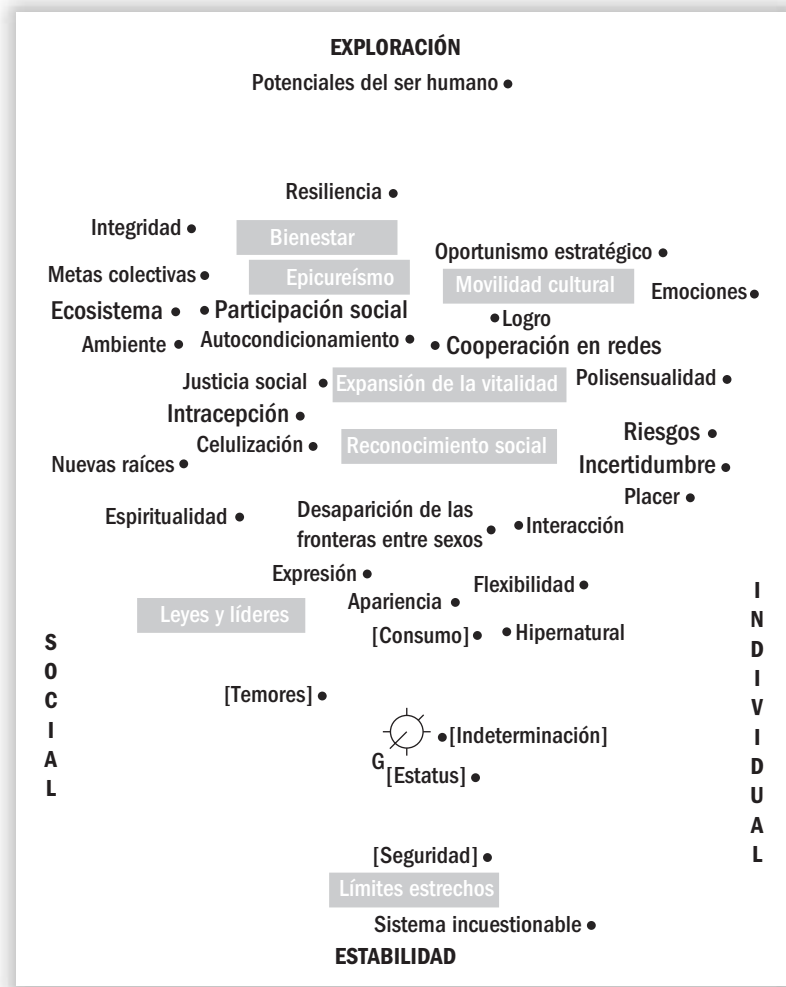 EXPLORACIÓN
Potenciales del ser humano
Resiliencia
Integridad
Bienestar
Oportunismo estratégico
Metas colectivas
Epicureísmo
Movilidad cultural
Emociones
Ecosistema
Participación social
Logro
Ambiente
Autocondicionamiento
Cooperación en redes
Justicia social
Expansión de la vitalidad
Polisensualidad
Intracepción
Riesgos
Celulización
Reconocimiento social
Nuevas raíces
Incertidumbre
Placer
Espiritualidad
Desaparición de las
fronteras entre sexos
Interacción
Expresión
Flexibilidad
Apariencia
Leyes y líderes
[Consumo]
Hipernatural
SOCIAL
INDIVIDUAL
[Temores]
[Indeterminación]
G
[Estatus]
[Seguridad]
Límites estrechos
Sistema incuestionable
ESTABILIDAD